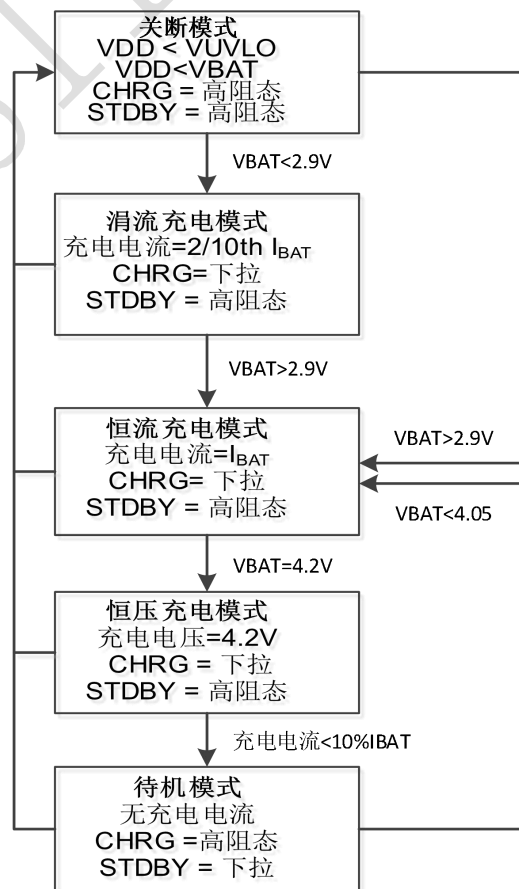 关断模式
VDD < VUVLO
VDD<VBAT
CHRG = 高阻态
STDBY = 高阻态
VBAT<2.9V
涓流充电模式
充电电流=2/10th IBAT
CHRG=下拉
STDBY = 高阻态
VBAT>2.9V
恒流充电模式
充电电流=IBAT
CHRG= 下拉
STDBY = 高阻态
VBAT>2.9V
VBAT<4.05
VBAT=4.2V
恒压充电模式
充电电压=4.2V
CHRG = 下拉
STDBY = 高阻态
充电电流<10%IBAT
待机模式
无充电电流
CHRG =高阻态
STDBY = 下拉